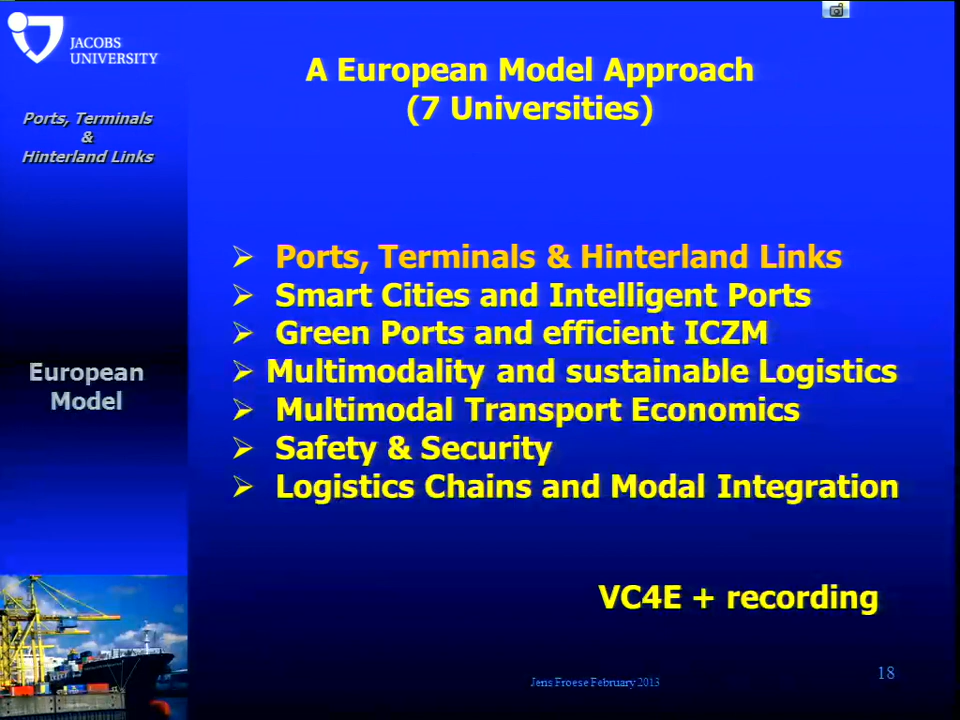 JACOBS
UNIVERSITY
Ports, Terminals
&
Hinterland Links
A European Model Approach
(7 Universities)
European
Model
Ports, Terminals & Hinterland Links
Smart Cities and Intelligent Ports
Green Ports and efficient ICZM
Multimodality and sustainable Logistics
Multimodal Transport Economics
Safety & Security
Logistics Chains and Modal Integration
VC4E + recording
Jens Froese February 2013
18